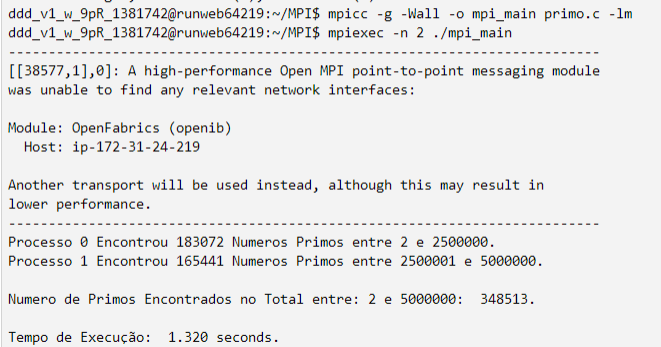 ddd_v1_w_9pR_1381742@runweb64219:~/MPI$ mpicc -g -Wall -o mpi_main primo.c -lm
ddd_v1_w_9pR_1381742@runweb64219:~/MPI$ mpiexec -n 2 ./mpi_main
--------------------------------------------------------------------------
[[38577,1],0]: A high-performance Open MPI point-to-point messaging module
was unable to find any relevant network interfaces:

Module: OpenFabrics (openib)
  Host: ip-172-31-24-219

Another transport will be used instead, although this may result in
lower performance.
--------------------------------------------------------------------------
Processo 0 Encontrou 183072 Numeros Primos entre 2 e 2500000.
Processo 1 Encontrou 165441 Numeros Primos entre 2500001 e 5000000.

Numero de Primos Encontrados no Total entre: 2 e 5000000:  348513.

Tempo de Execução:  1.320 seconds.